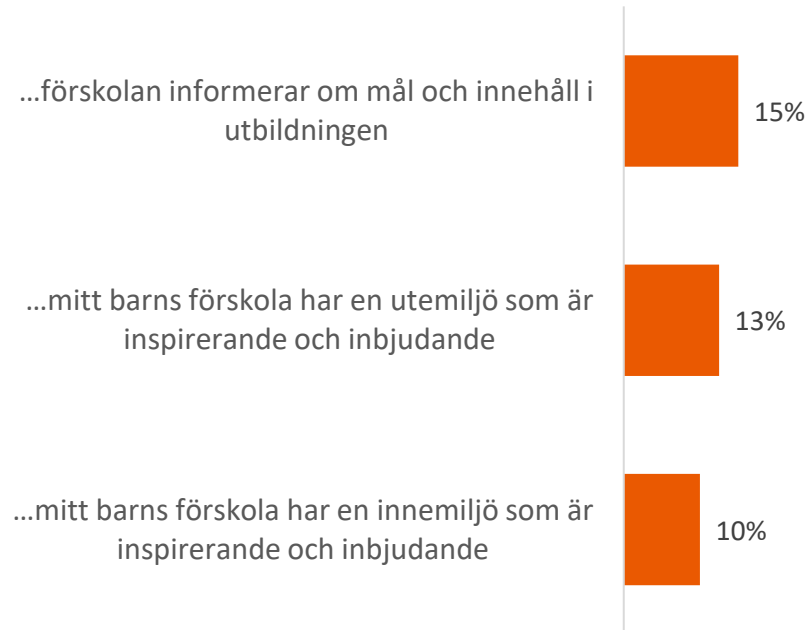 ...förskolan informerar om mål och innehåll i
utbildningen
15%
...mitt barns förskola har en utemiljö som är
inspirerande och inbjudande
13%
...mitt barns förskola har en innemiljö som är
inspirerande och inbjudande
10%